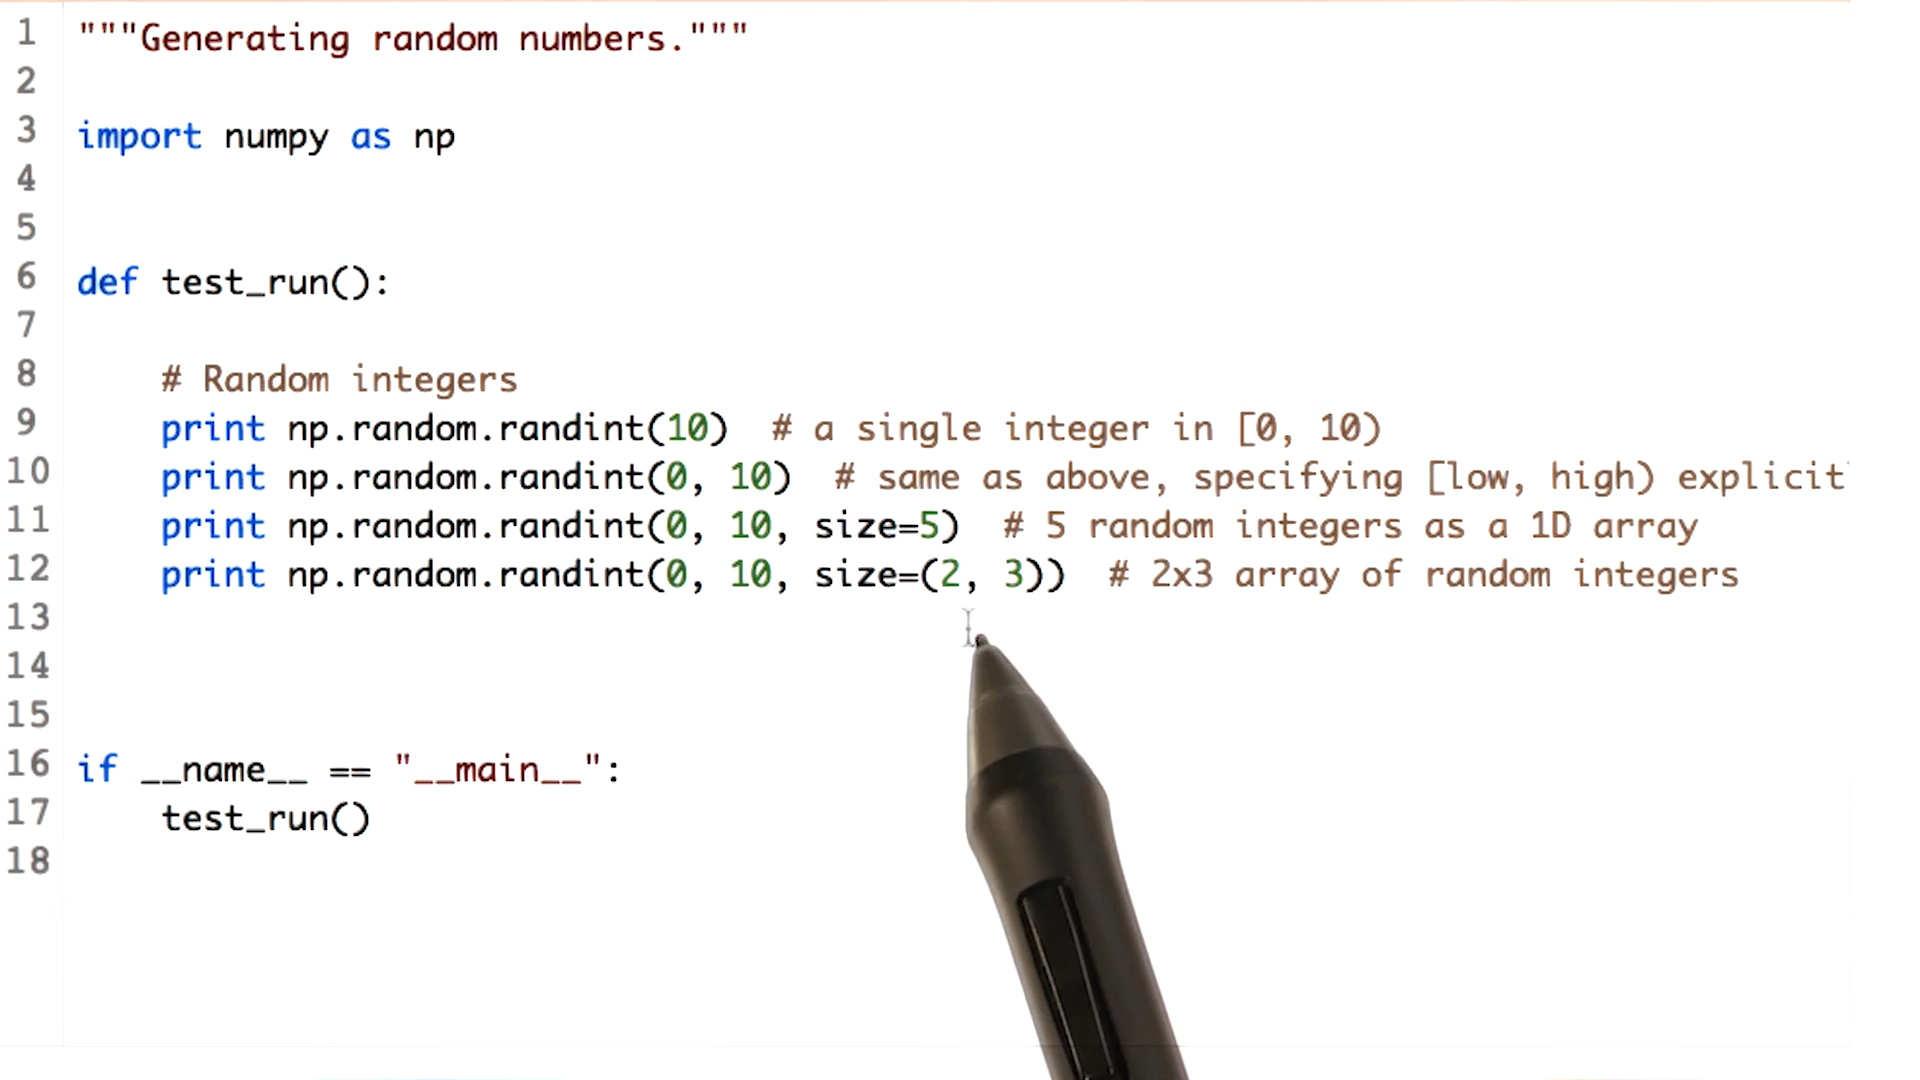 1 """Generating random numbers."""
2
3 import numpy as np
4
5
6 def test_run():
7
8 # Random integers
9 print np.random.randint(10) # a single integer in [0, 10)
10 print np.random.randint(0, 10) # same as above, specifying [low, high) explicit
11 print np.random.randint(0, 10, size=5) # 5 random integers as a 1D array
12 print np.random.randint(0, 10, size=(2, 3)) # 2x3 array of random integers
13
14
15
16 if __name__ == "__main__":
17 test_run()
18